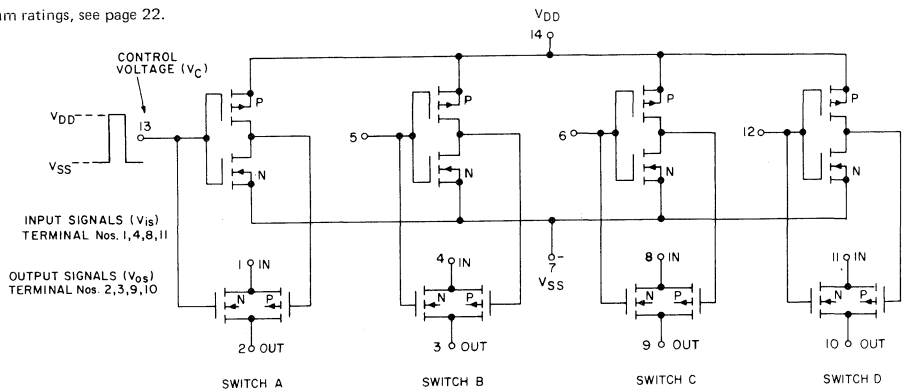 um ratings, see page 22.
VDD
14
CONTROL
VOLTAGE (VC)
VDD
13
VSS
P
N
5
P
N
6
P
N
12
P
N
INPUT SIGNALS (Vis)
TERMINAL Nos. 1,4,8,11
OUTPUT SIGNALS (Vos)
TERMINAL Nos. 2,3,9,10
7
VSS
1 IN
N P
2 OUT
4 IN
N P
3 OUT
8 IN
N P
9 OUT
11 IN
N P
10 OUT
SWITCH A
SWITCH B
SWITCH C
SWITCH D